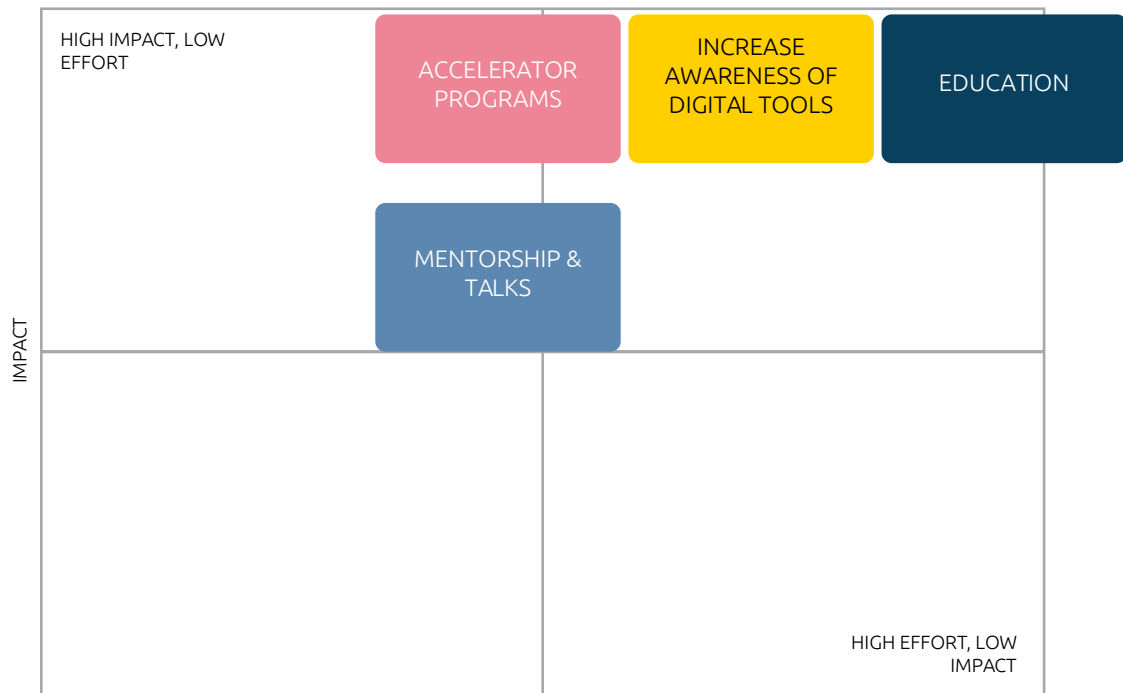 HIGH IMPACT, LOW
EFFORT
ACCELERATOR
PROGRAMS
INCREASE
AWARENESS OF
DIGITAL TOOLS
EDUCATION
MENTORSHIP &
TALKS
IMPACT
HIGH EFFORT, LOW
IMPACT